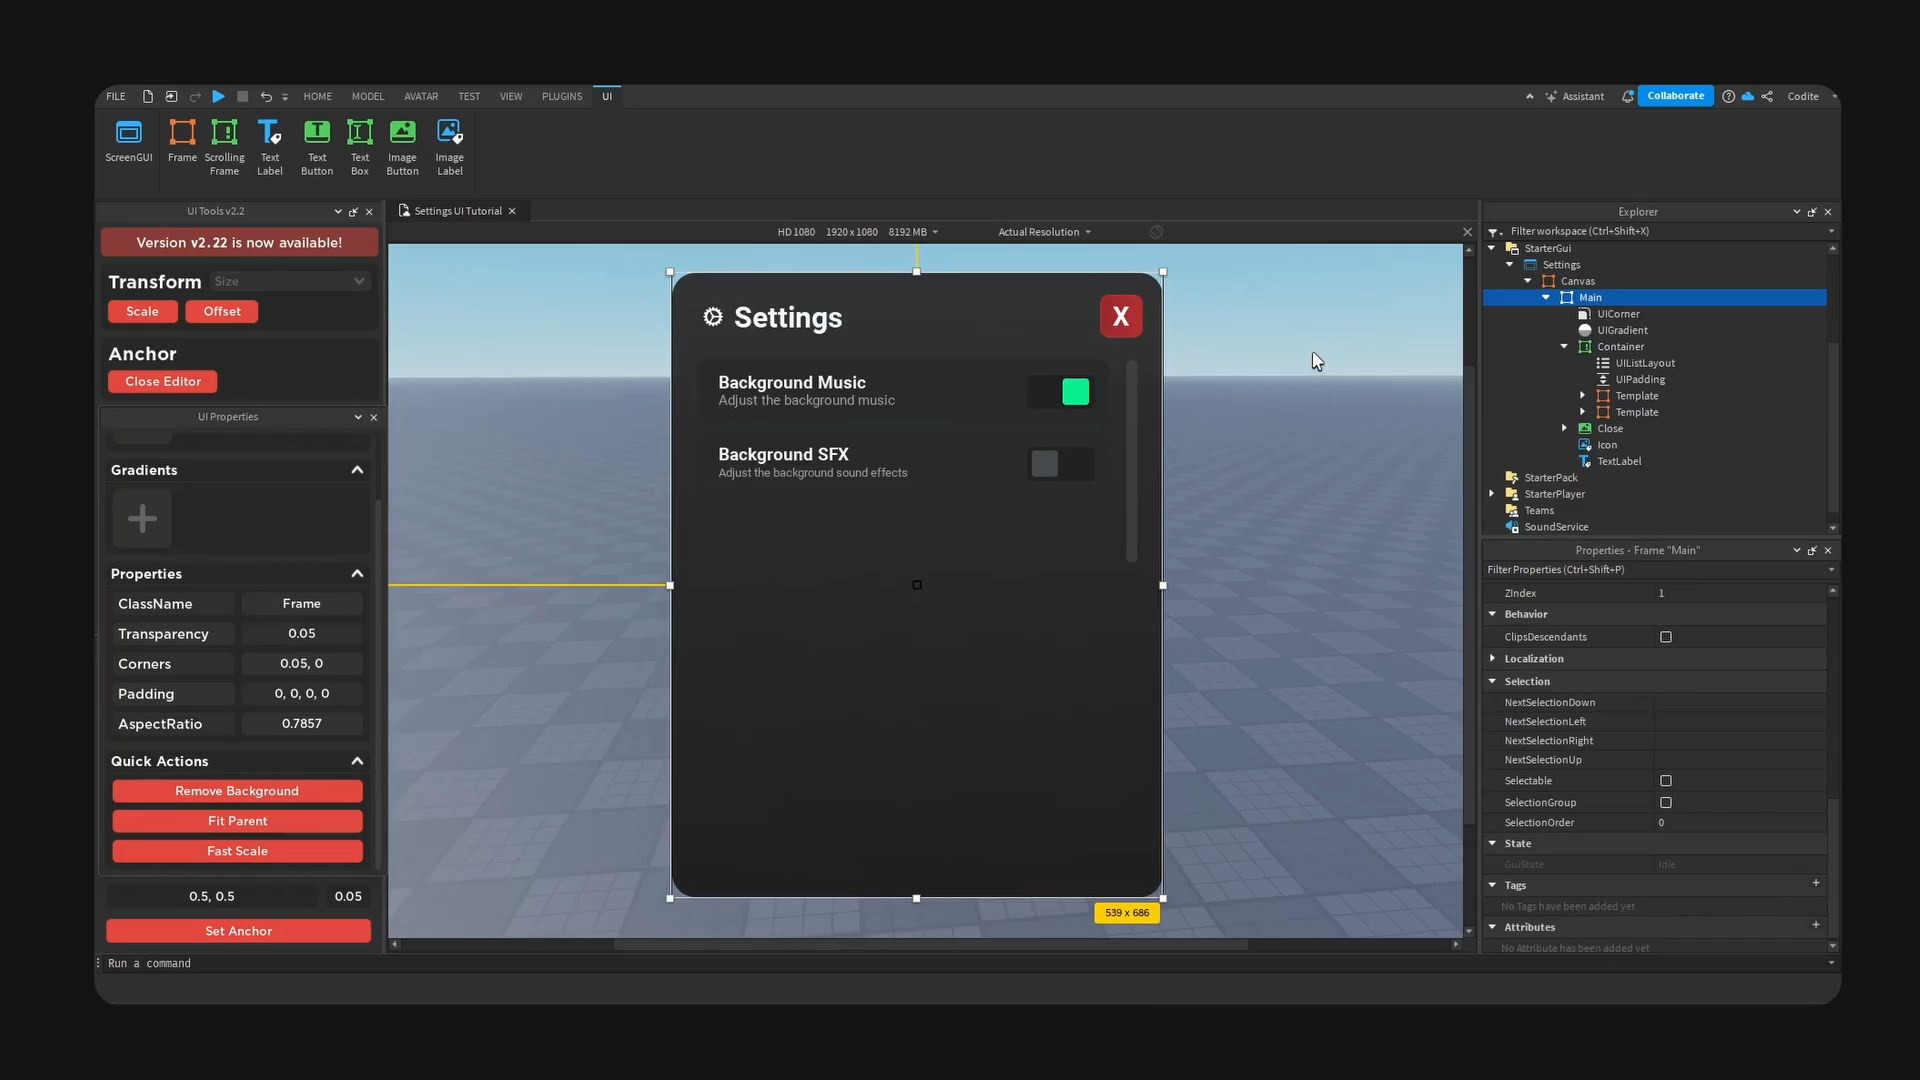 FILE HOME MODEL AVATAR TEST VIEW PLUGINS UI Assistant Collaborate Codite
ScreenGUI Frame Scrolling Frame Text Label Text Button Text Box Image Button Image Label
UI Tools v2.2
Version v2.22 is now available!
Transform Size
Scale Offset
Anchor
Close Editor
UI Properties
Gradients
Properties
ClassName Frame
Transparency 0.05
Corners 0.05, 0
Padding 0, 0, 0, 0
AspectRatio 0.7857
Quick Actions
Remove Background
Fit Parent
Fast Scale
0.5, 0.5 0.05
Set Anchor
Run a command
Settings UI Tutorial
HD 1080 1920 x 1080 8192 MB Actual Resolution
Settings X
Background Music
Adjust the background music
Background SFX
Adjust the background sound effects
539 x 686
Explorer
Filter workspace (Ctrl+Shift+X)
StarterGui
Settings
Canvas
Main
UICorner
UIGradient
Container
UIListLayout
UIPadding
Template
Template
Close
Icon
TextLabel
StarterPack
StarterPlayer
Teams
SoundService
Properties - Frame "Main"
Filter Properties (Ctrl+Shift+P)
ZIndex 1
Behavior
ClipsDescendants
Localization
Selection
NextSelectionDown
NextSelectionLeft
NextSelectionRight
NextSelectionUp
Selectable
SelectionGroup
SelectionOrder 0
State
GuiState Idle
Tags
No Tags have been added yet
Attributes
No Attribute has been added yet